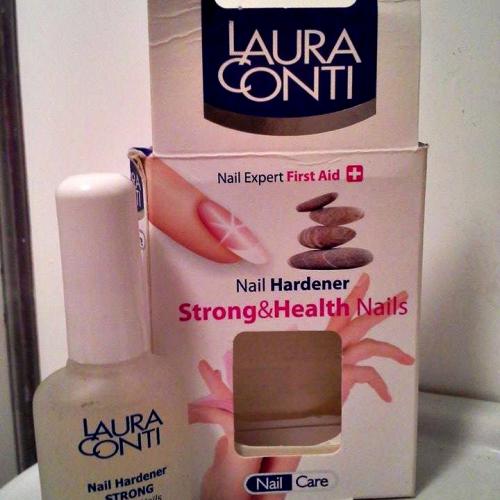 LAURA
CONTI
Nail Expert First Aid
Nail Hardener
Strong&Health Nails
Nail Care
LAURA
CONTI
Nail Hardener
STRONG